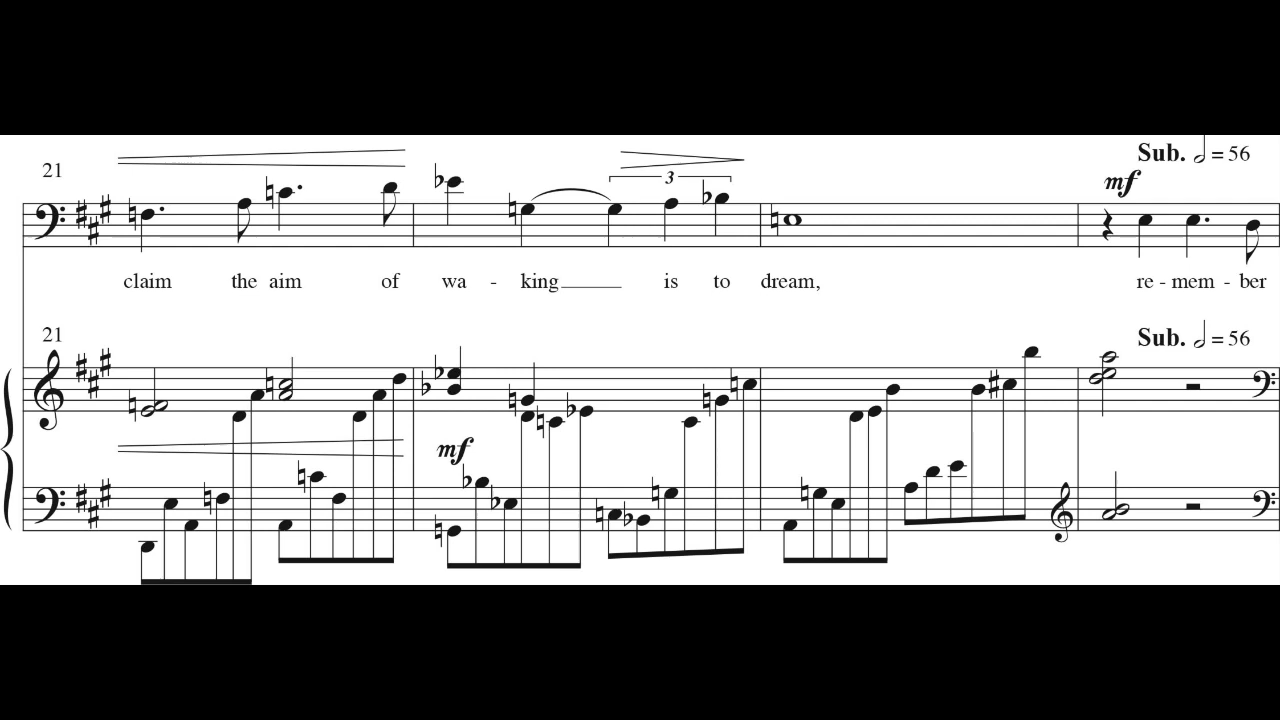 Sub. = 56
21
mf
3
claim the aim of wa - king is to dream, re - mem - ber
21
Sub. = 56
mf